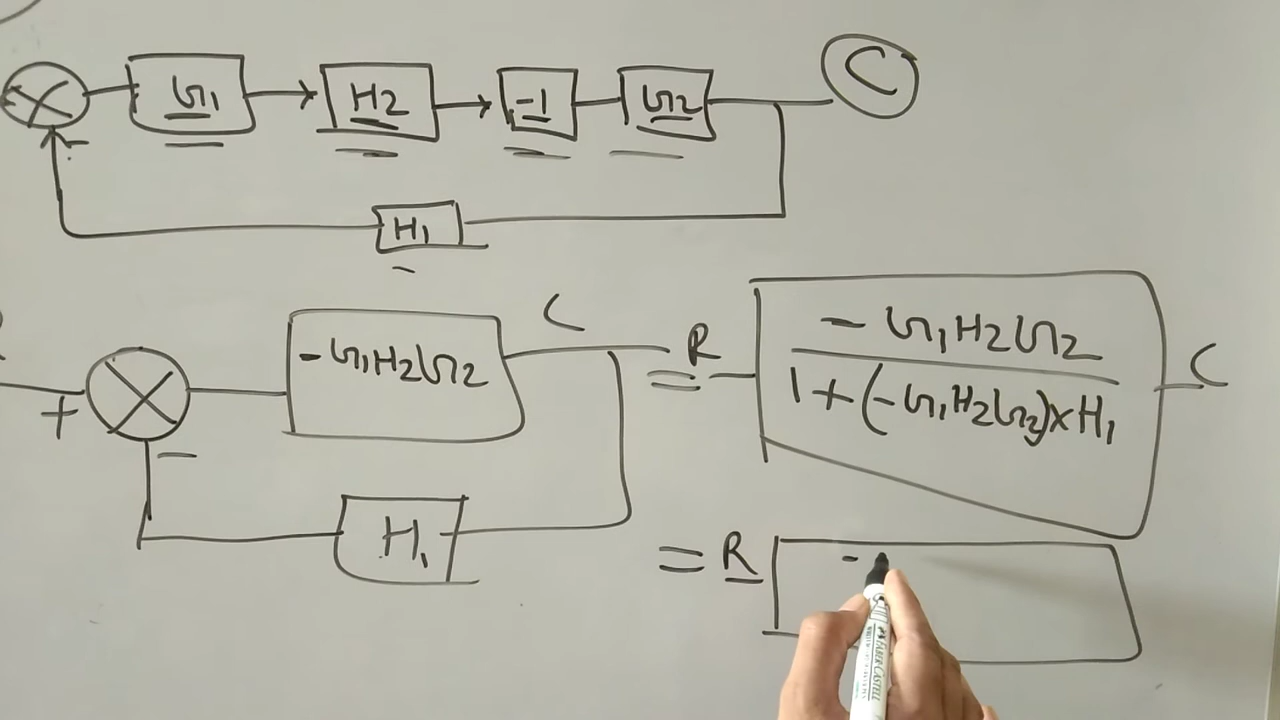 G1 H2 -1 G2 C
-
H1
-G1H2G2 C
+
-
H1
= R -G1H2G2 C
1+(-G1H2G2)×H1
= R -
FABER-CASTELL